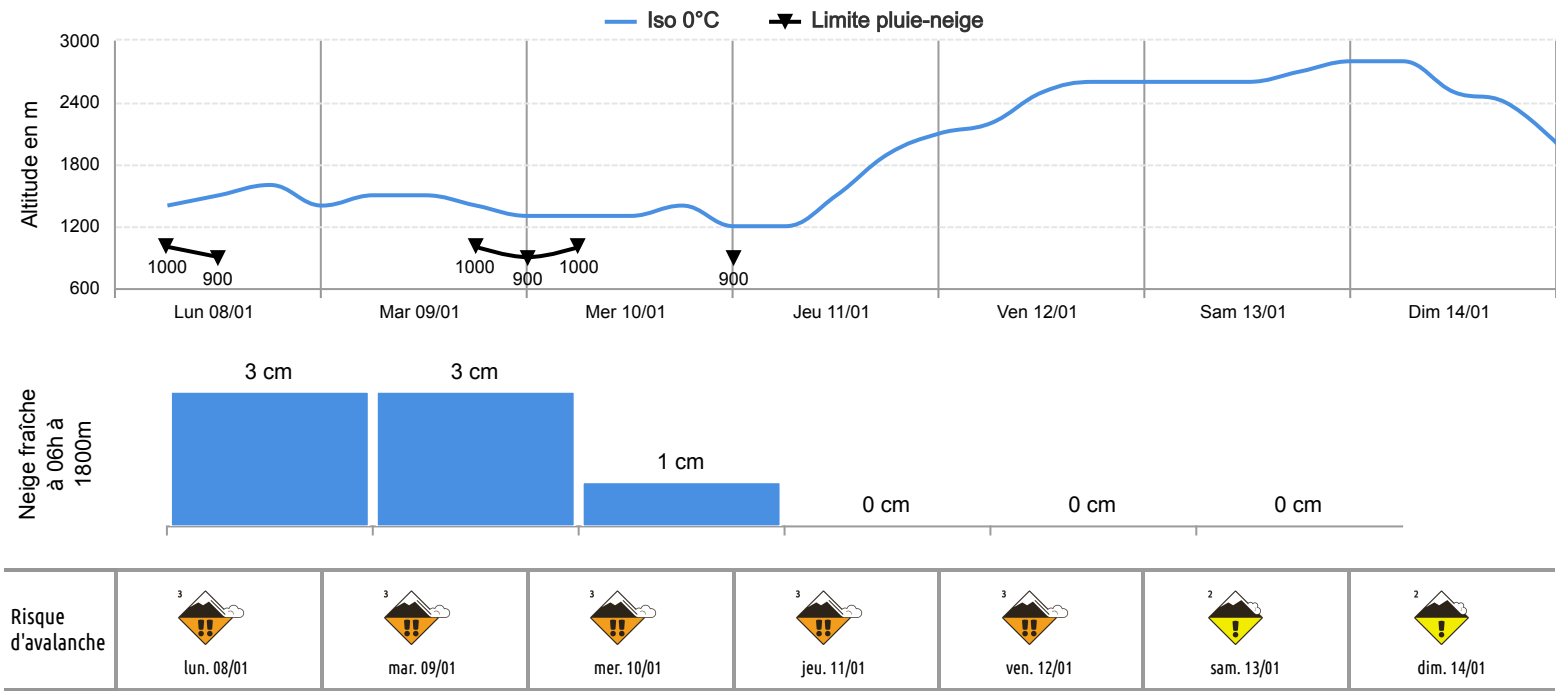 Iso 0°C Limite pluie-neige
Altitude en m
3000
2400
1800
1200
600
1000 900 1000 900 1000 900
Lun 08/01 Mar 09/01 Mer 10/01 Jeu 11/01 Ven 12/01 Sam 13/01 Dim 14/01
Neige fraîche
à 06h à
1800m
3 cm 3 cm 1 cm 0 cm 0 cm 0 cm
Risque
d'avalanche
3 3 3 3 3 2 2
!! !! !! !! !! ! !
lun. 08/01 mar. 09/01 mer. 10/01 jeu. 11/01 ven. 12/01 sam. 13/01 dim. 14/01